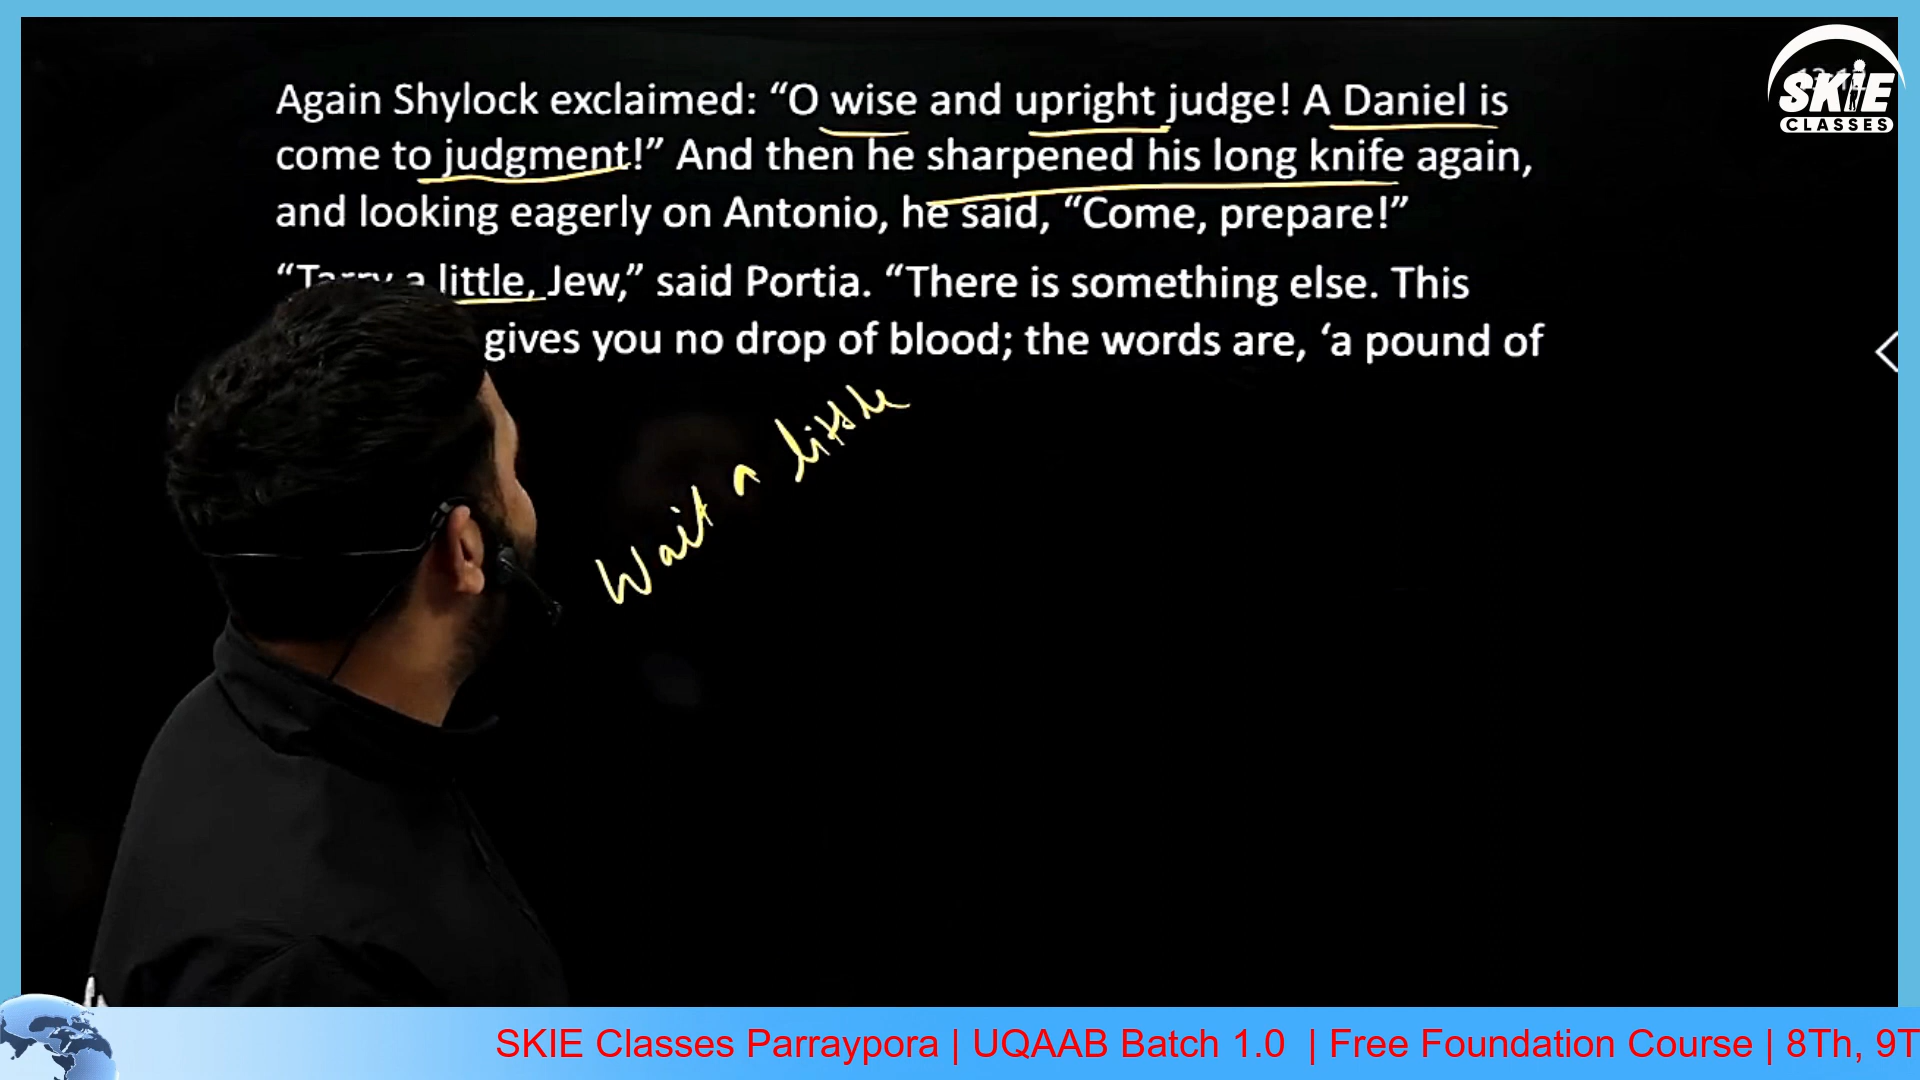 Again Shylock exclaimed: “O wise and upright judge! A Daniel is
come to judgment!” And then he sharpened his long knife again,
and looking eagerly on Antonio, he said, “Come, prepare!”
“Tarry a little, Jew,” said Portia. “There is something else. This
gives you no drop of blood; the words are, ‘a pound of
Wait a little
SKIE
CLASSES
SKIE Classes Parraypora | UQAAB Batch 1.0 | Free Foundation Course | 8Th, 9T